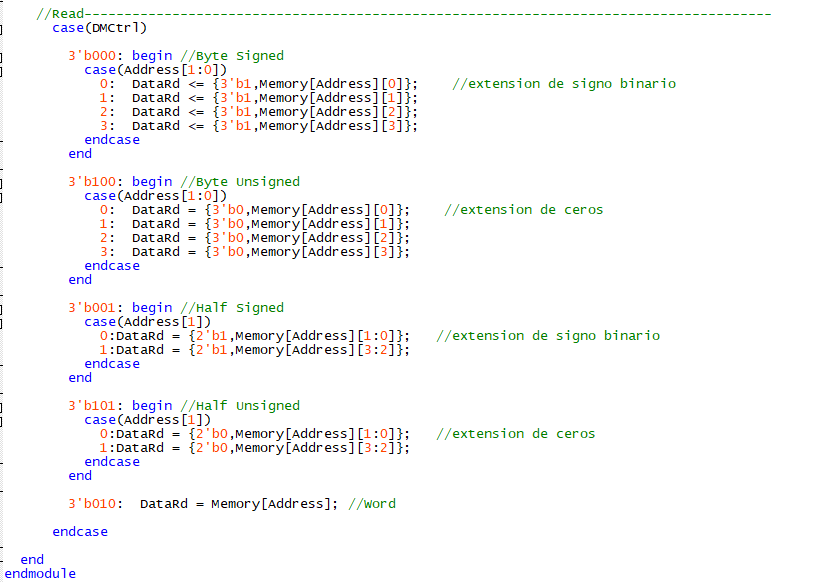 //Read--------------------------------------------------------------------------------------
case(DMCtrl)
3'b000: begin //Byte Signed
case(Address[1:0])
0:  DataRd <= {3'b1,Memory[Address][0]};    //extension de signo binario
1:  DataRd <= {3'b1,Memory[Address][1]};
2:  DataRd <= {3'b1,Memory[Address][2]};
3:  DataRd <= {3'b1,Memory[Address][3]};
endcase
end
3'b100: begin //Byte Unsigned
case(Address[1:0])
0:  DataRd = {3'b0,Memory[Address][0]};    //extension de ceros
1:  DataRd = {3'b0,Memory[Address][1]};
2:  DataRd = {3'b0,Memory[Address][2]};
3:  DataRd = {3'b0,Memory[Address][3]};
endcase
end
3'b001: begin //Half Signed
case(Address[1])
0:DataRd = {2'b1,Memory[Address][1:0]};   //extension de signo binario
1:DataRd = {2'b1,Memory[Address][3:2]};
endcase
end
3'b101: begin //Half Unsigned
case(Address[1])
0:DataRd = {2'b0,Memory[Address][1:0]};   //extension de ceros
1:DataRd = {2'b0,Memory[Address][3:2]};
endcase
end
3'b010:  DataRd = Memory[Address]; //Word
endcase
end
endmodule